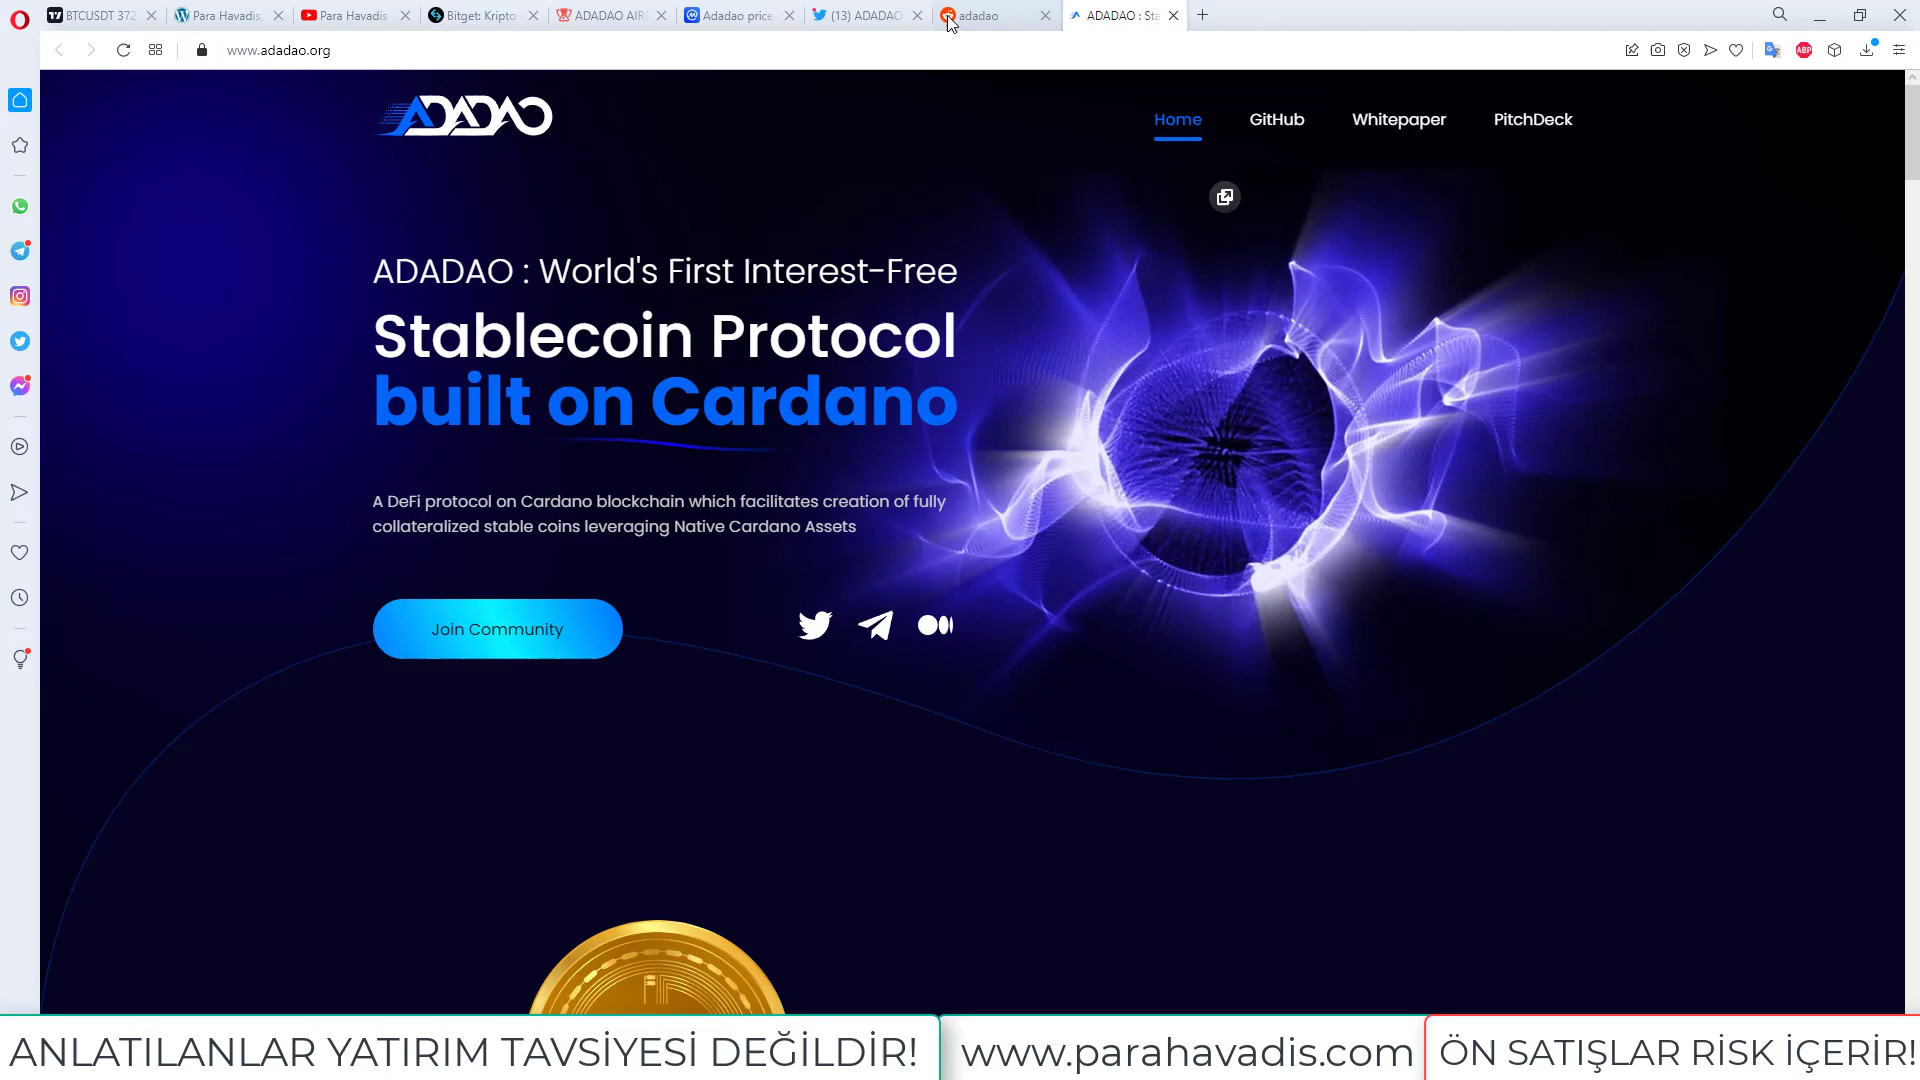 BTCUSDT 372
Para Havadis,
Para Havadis
Bitget: Kripto
ADADAO AIR
Adadao price
(13) ADADAO
adadao
ADADAO : Sta
www.adadao.org
ABP
ADADAO
Home
GitHub
Whitepaper
PitchDeck
ADADAO : World's First Interest-Free
Stablecoin Protocol
built on Cardano
A DeFi protocol on Cardano blockchain which facilitates creation of fully
collateralized stable coins leveraging Native Cardano Assets
Join Community
ANLATILANLAR YATIRIM TAVSİYESİ DEĞİLDİR!
www.parahavadis.com
ÖN SATIŞLAR RİSK İÇERİR!